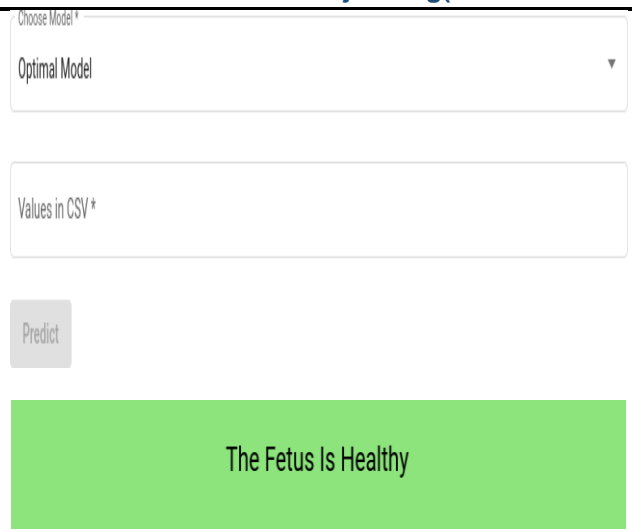 Choose Model *
Optimal Model
Values in CSV *
Predict
The Fetus Is Healthy